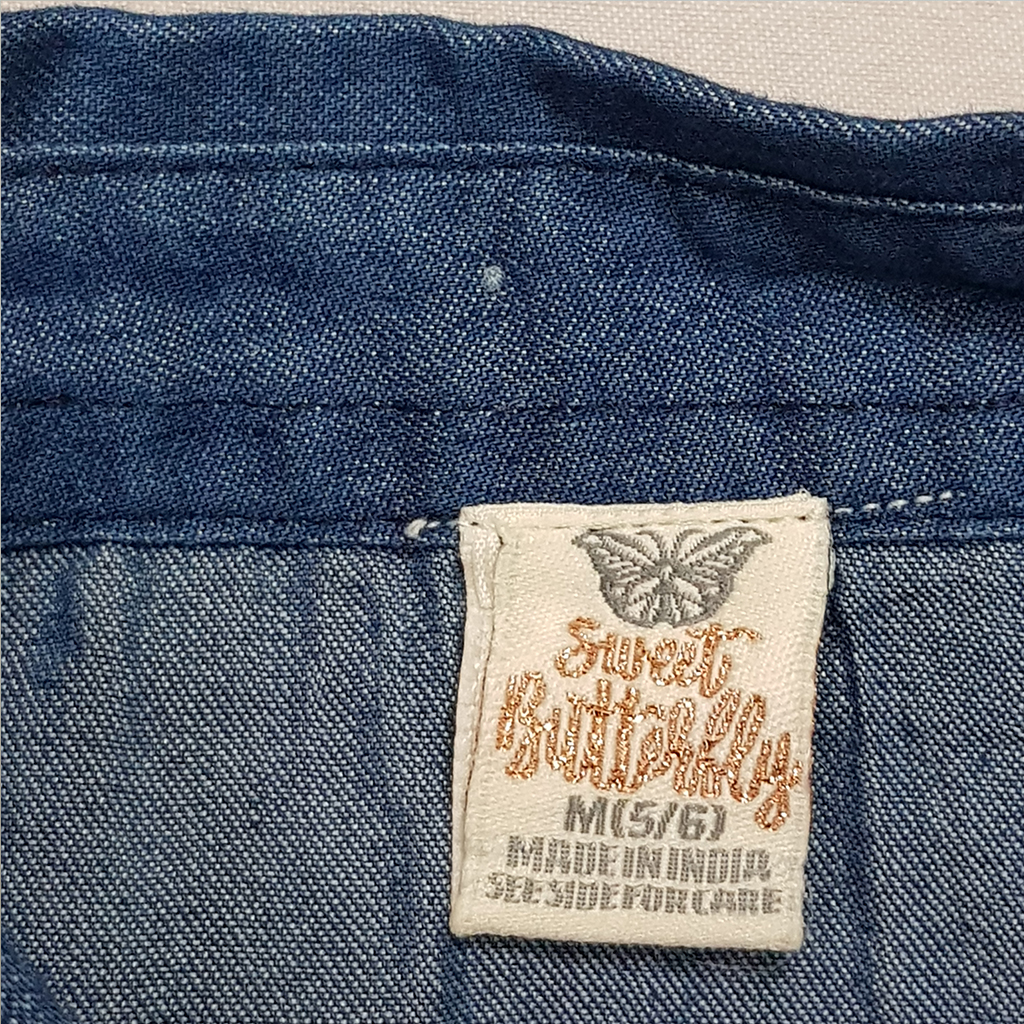 Sweet
Butterfly
M(5/6)
MADE IN INDIA
SEE SIDE FOR CARE